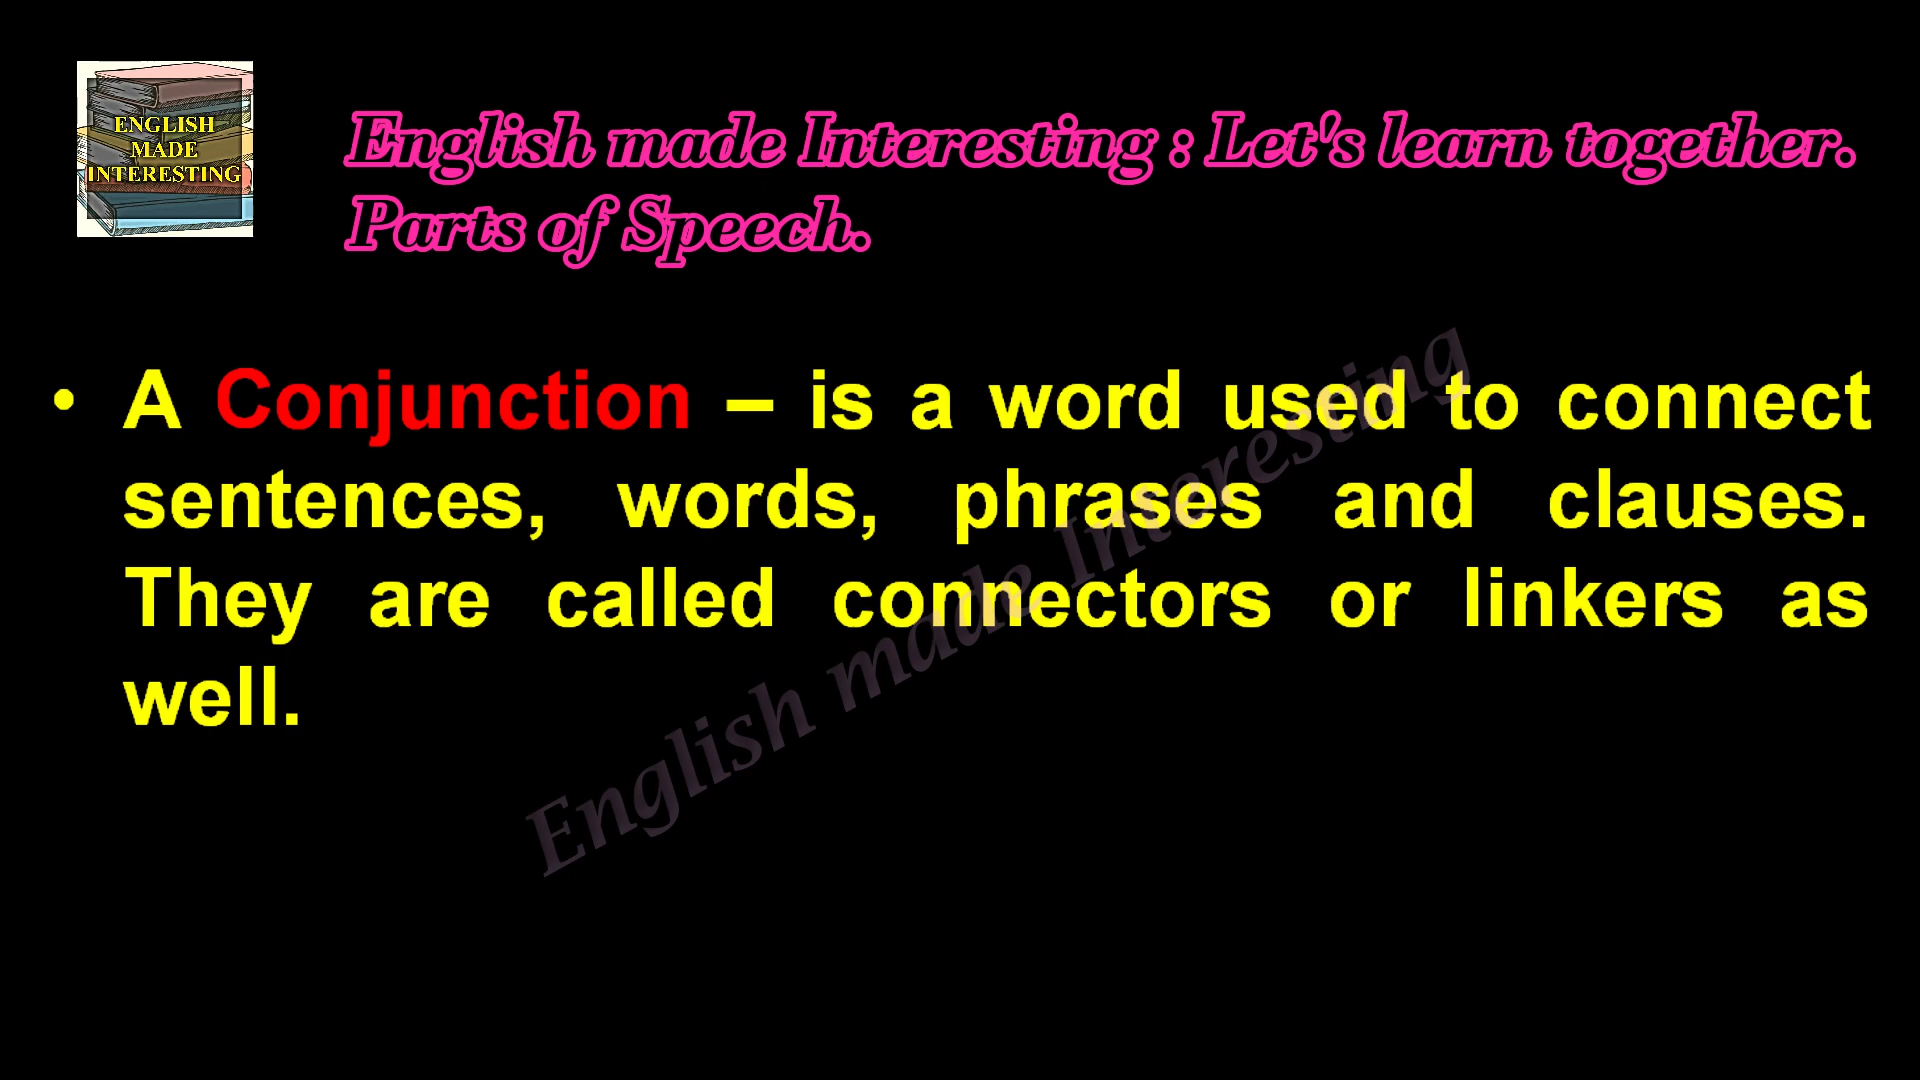 ENGLISH
MADE
INTERESTING
English made Interesting : Let's learn together.
Parts of Speech.
• A Conjunction – is a word used to connect
sentences, words, phrases and clauses.
They are called connectors or linkers as
well.
English made Interesting